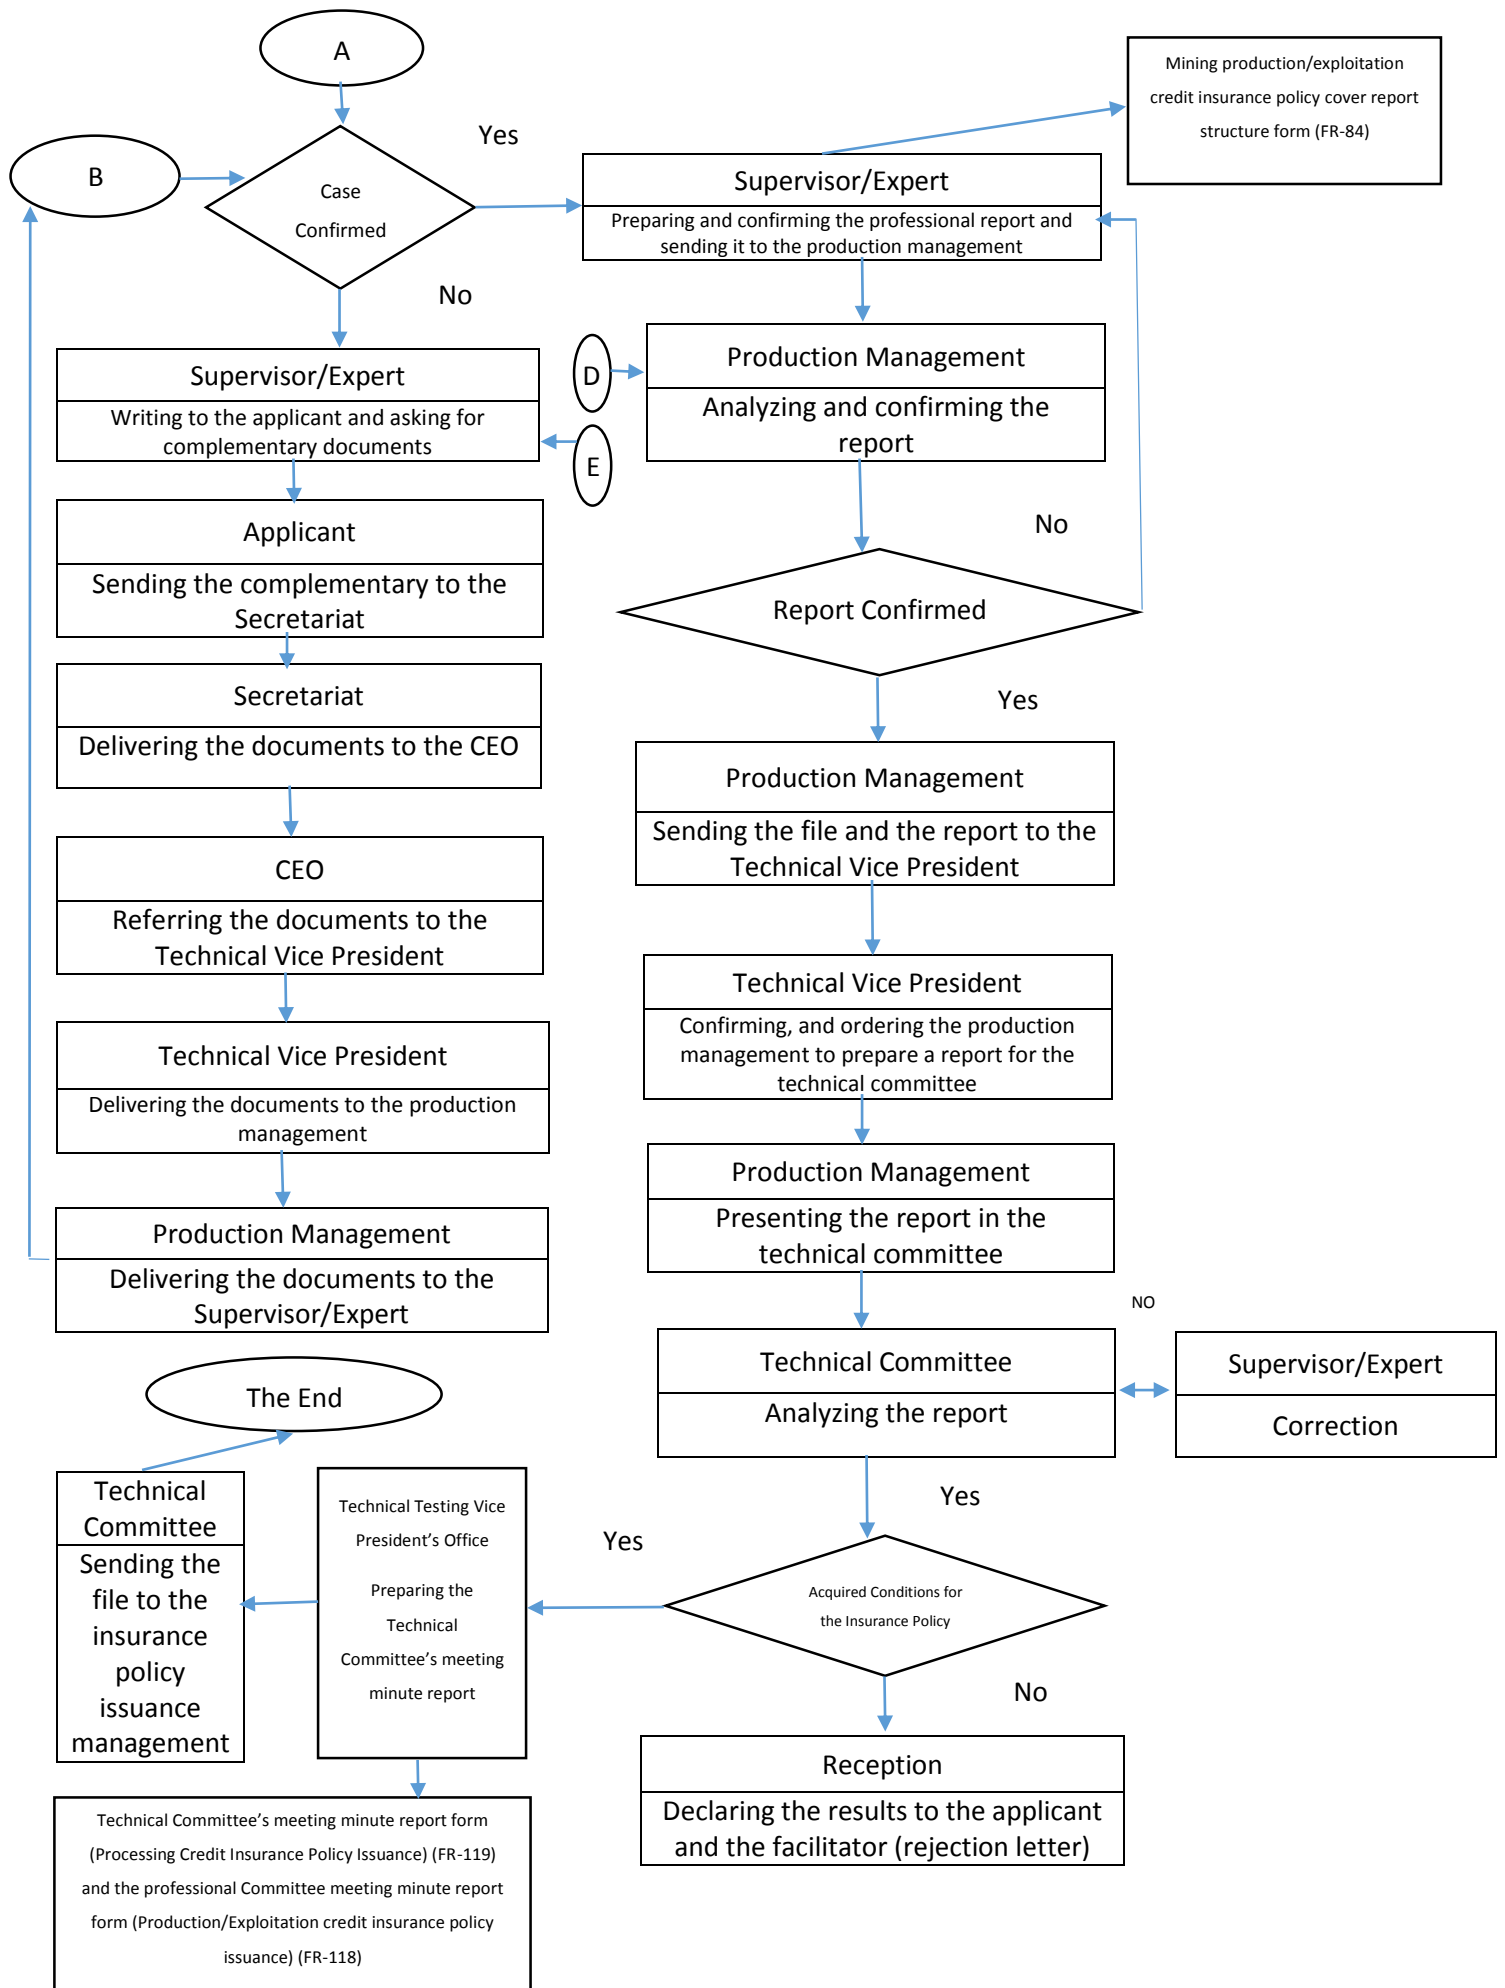 A
Mining production/exploitation
credit insurance policy cover report
structure form (FR-84)
Yes
B
Case
Confirmed
Supervisor/Expert
Preparing and confirming the professional report and
sending it to the production management
No
Supervisor/Expert
Writing to the applicant and asking for
complementary documents
D
E
Production Management
Analyzing and confirming the
report
Applicant
Sending the complementary to the
Secretariat
No
Report Confirmed
Secretariat
Delivering the documents to the CEO
Yes
Production Management
Sending the file and the report to the
Technical Vice President
CEO
Referring the documents to the
Technical Vice President
Technical Vice President
Confirming, and ordering the production
management to prepare a report for the
technical committee
Technical Vice President
Delivering the documents to the production
management
Production Management
Presenting the report in the
technical committee
Production Management
Delivering the documents to the
Supervisor/Expert
NO
Technical Committee
Analyzing the report
Supervisor/Expert
Correction
The End
Technical
Committee
Sending the
file to the
insurance
policy
issuance
management
Technical Testing Vice
President's Office
Preparing the
Technical
Committee's meeting
minute report
Yes
Yes
Acquired Conditions for
the Insurance Policy
No
Reception
Declaring the results to the applicant
and the facilitator (rejection letter)
Technical Committee's meeting minute report form
(Processing Credit Insurance Policy Issuance) (FR-119)
and the professional Committee meeting minute report
form (Production/Exploitation credit insurance policy
issuance) (FR-118)